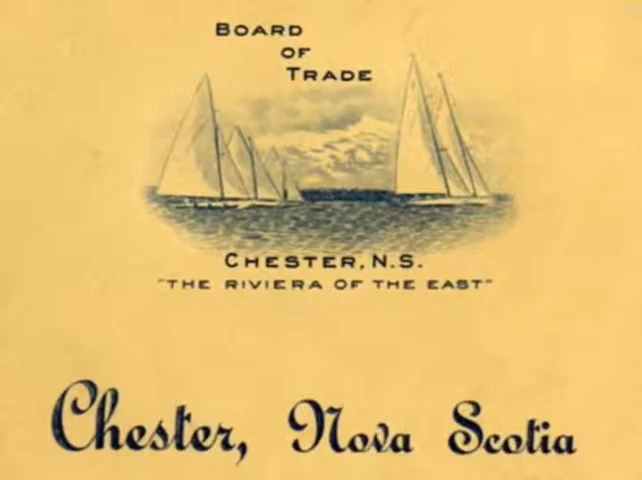 BOARD
OF
TRADE
CHESTER, N.S.
"THE RIVIERA OF THE EAST"
Chester, Nova Scotia